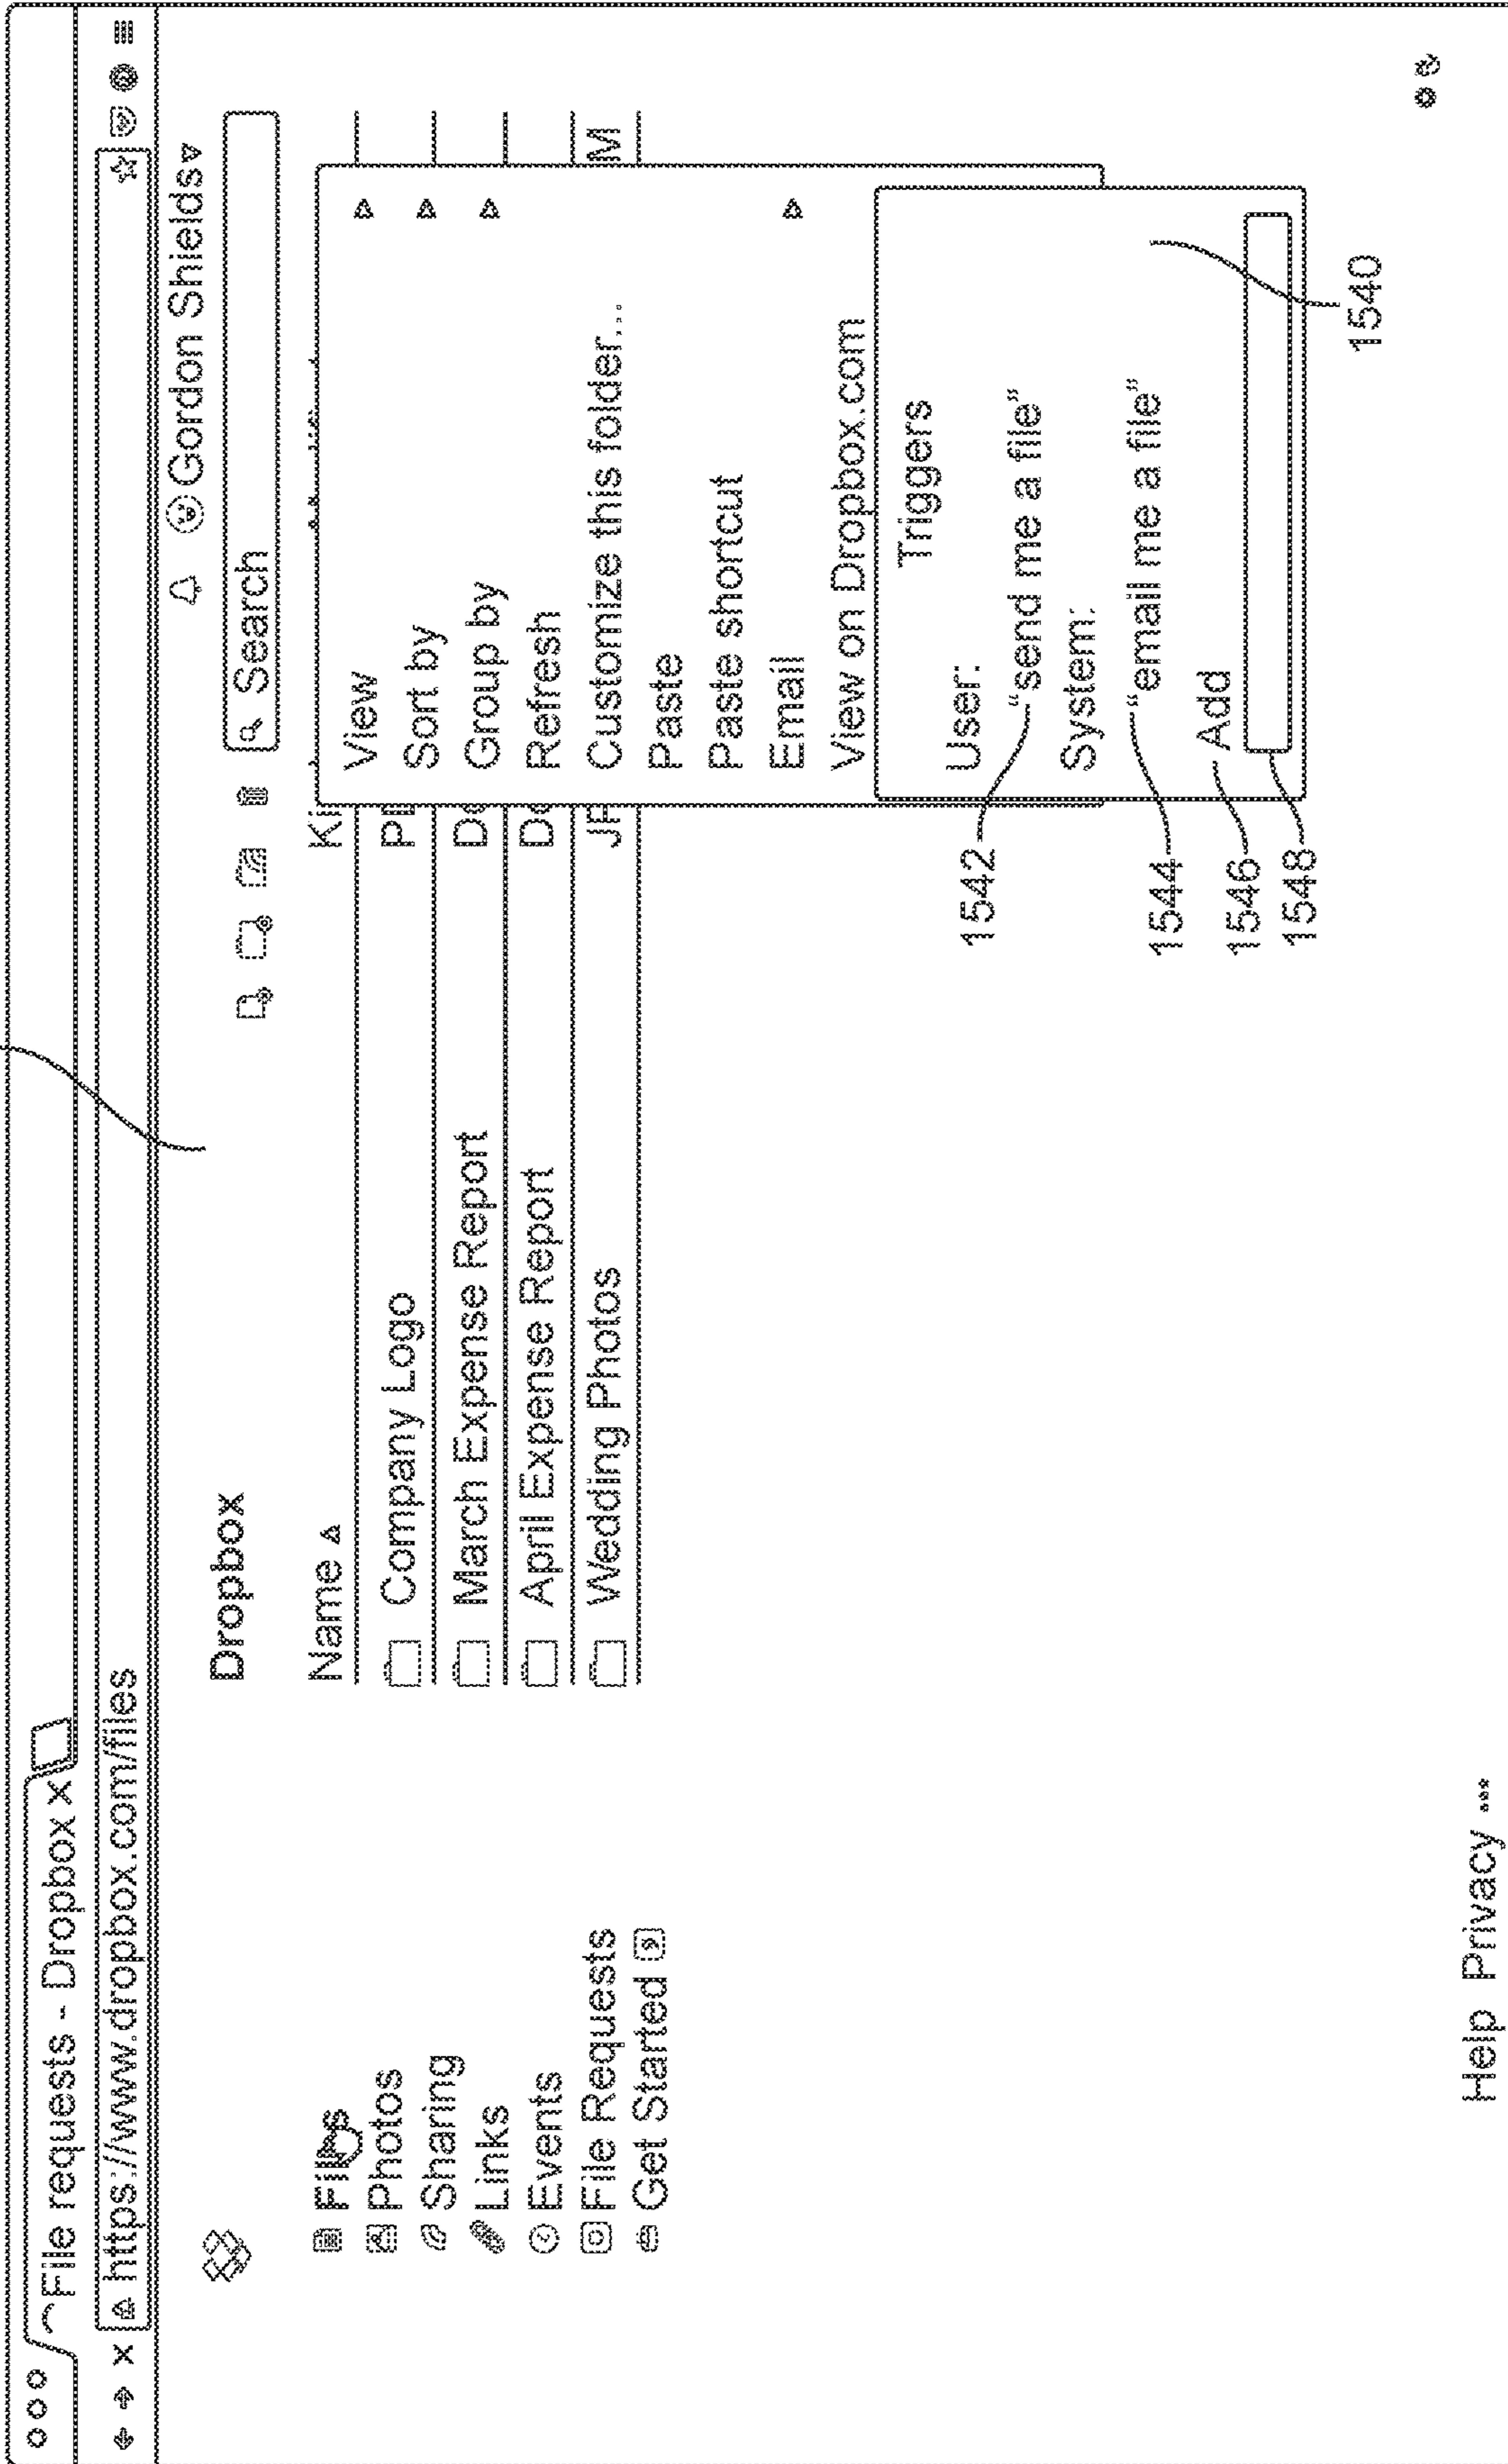 File requests - Dropbox x
https://www.dropbox.com/files
Gordon Shields
Dropbox
Search
Files
Photos
Sharing
Links
Events
File Requests
Get Started
Name
Company Logo
March Expense Report
April Expense Report
Wedding Photos
Ki
D
D
M
View
Sort by
Group by
Refresh
Customize this folder...
Paste
Paste shortcut
Email
View on Dropbox.com
Triggers
User:
1542 “send me a file”
System:
1544 “email me a file”
1546 Add
1548
1540
Help Privacy ...